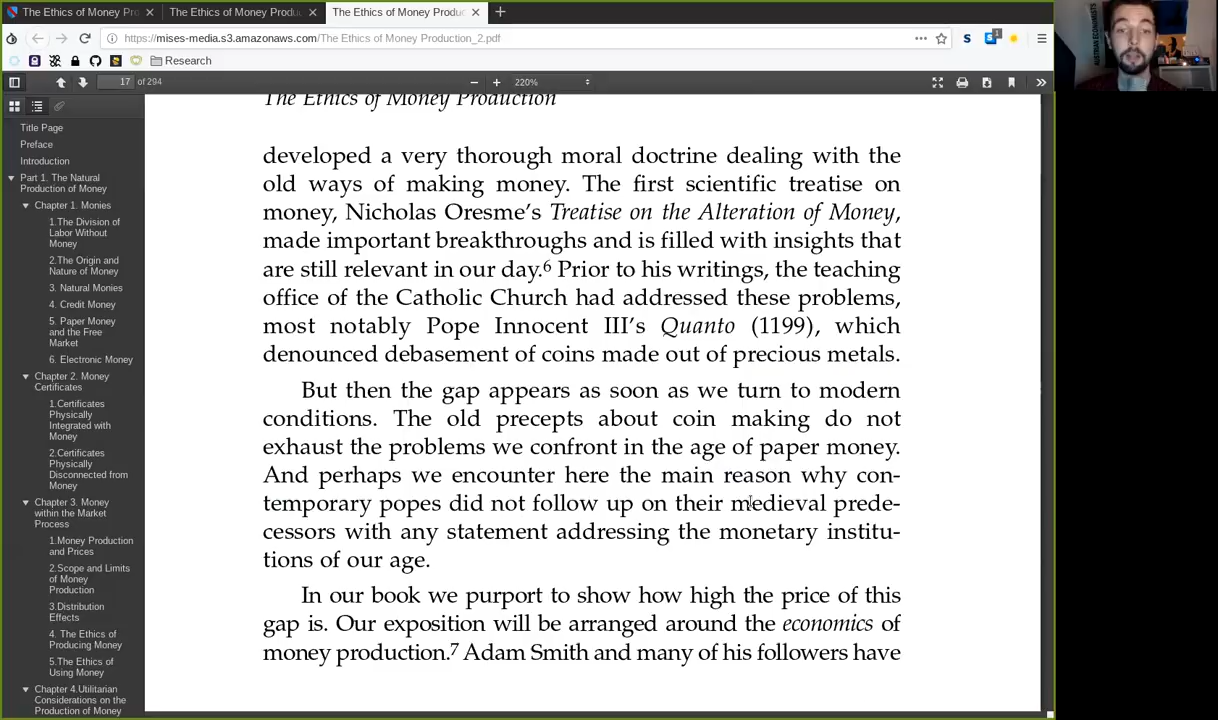 The Ethics of Money Pr
The Ethics of Money Produ
The Ethics of Money Produc
https://mises-media.s3.amazonaws.com/The Ethics of Money Production_2.pdf
S
S
1
Research
17 of 294
220%
Title Page
Preface
Introduction
Part 1. The Natural
Production of Money
Chapter 1. Monies
1.The Division of
Labor Without
Money
2.The Origin and
Nature of Money
3. Natural Monies
4. Credit Money
5. Paper Money
and the Free
Market
6. Electronic Money
Chapter 2. Money
Certificates
1.Certificates
Physically
Integrated with
Money
2.Certificates
Physically
Disconnected from
Money
Chapter 3. Money
within the Market
Process
1.Money Production
and Prices
2.Scope and Limits
of Money
Production
3.Distribution
Effects
4. The Ethics of
Producing Money
5.The Ethics of
Using Money
Chapter 4.Utilitarian
Considerations on the
Production of Money
The Ethics of Money Production
developed a very thorough moral doctrine dealing with the
old ways of making money. The first scientific treatise on
money, Nicholas Oresme’s Treatise on the Alteration of Money,
made important breakthroughs and is filled with insights that
are still relevant in our day.6 Prior to his writings, the teaching
office of the Catholic Church had addressed these problems,
most notably Pope Innocent III’s Quanto (1199), which
denounced debasement of coins made out of precious metals.
But then the gap appears as soon as we turn to modern
conditions. The old precepts about coin making do not
exhaust the problems we confront in the age of paper money.
And perhaps we encounter here the main reason why con-
temporary popes did not follow up on their medieval prede-
cessors with any statement addressing the monetary institu-
tions of our age.
In our book we purport to show how high the price of this
gap is. Our exposition will be arranged around the economics of
money production.7 Adam Smith and many of his followers have